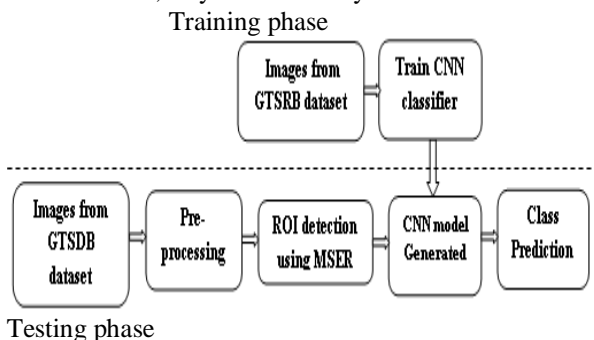 Training phase
Images from
GTSRB dataset
Train CNN
classifier
Images from
GTSDB
dataset
Pre-
processing
ROI detection
using MSER
CNN model
Generated
Class
Prediction
Testing phase